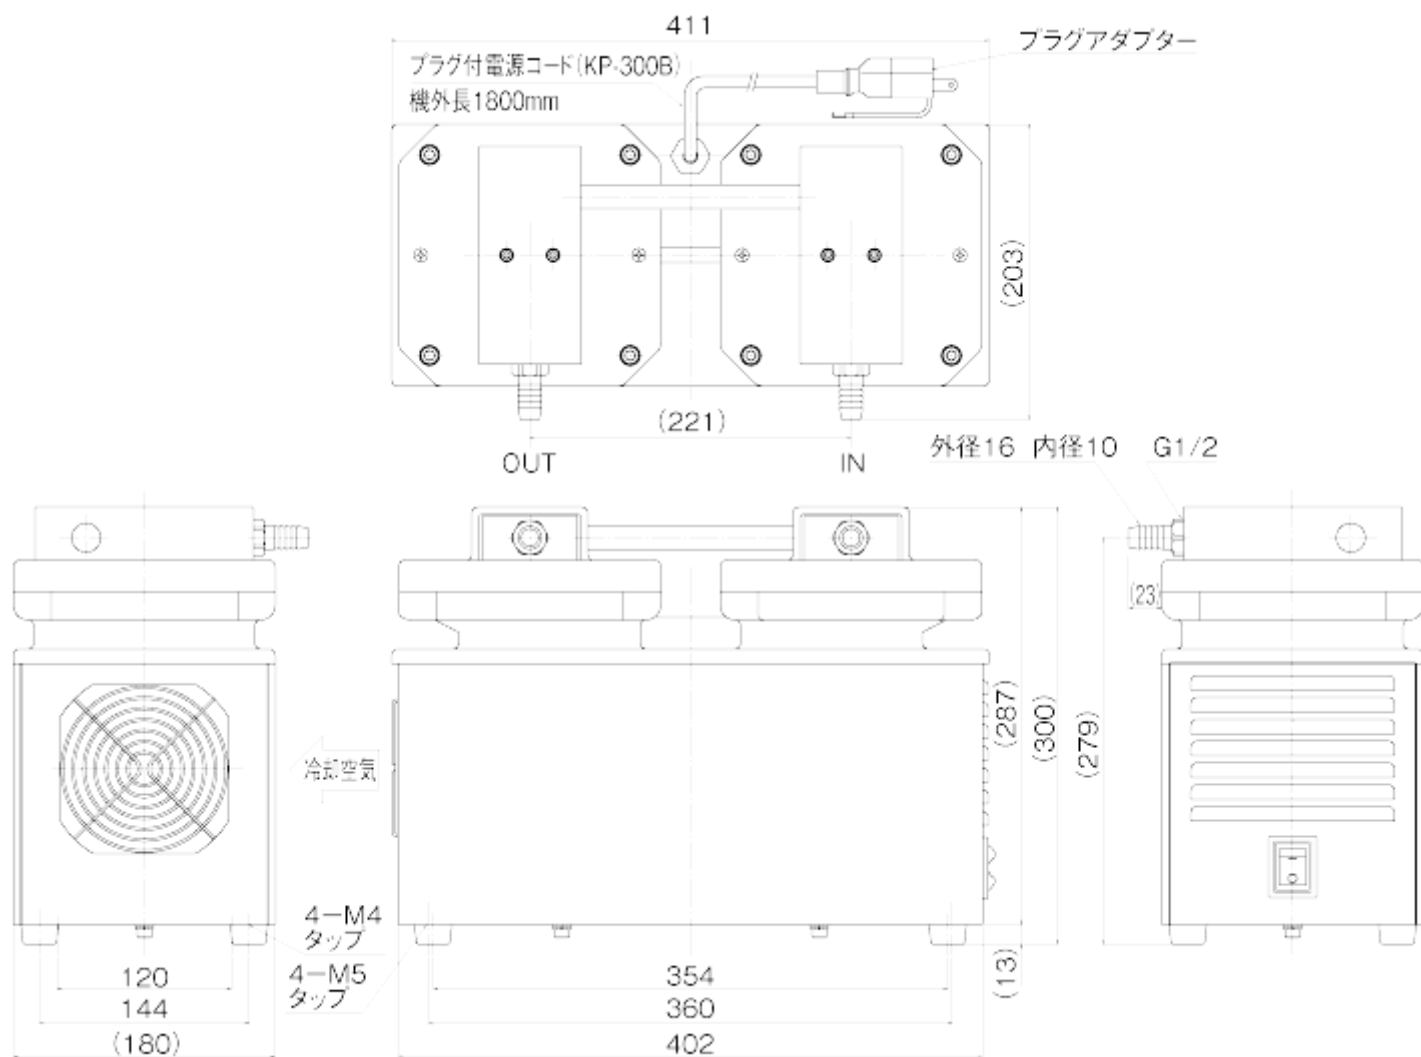 411
プラグアダプター
プラグ付電源コード(KP-300B)
機外長1800mm
(203)
(221)
OUT
IN
外径16 内径10 G1/2
(23)
冷却空気
(287)
(300)
(279)
4-M4
タップ
4-M5
タップ
(13)
120
144
(180)
354
360
402